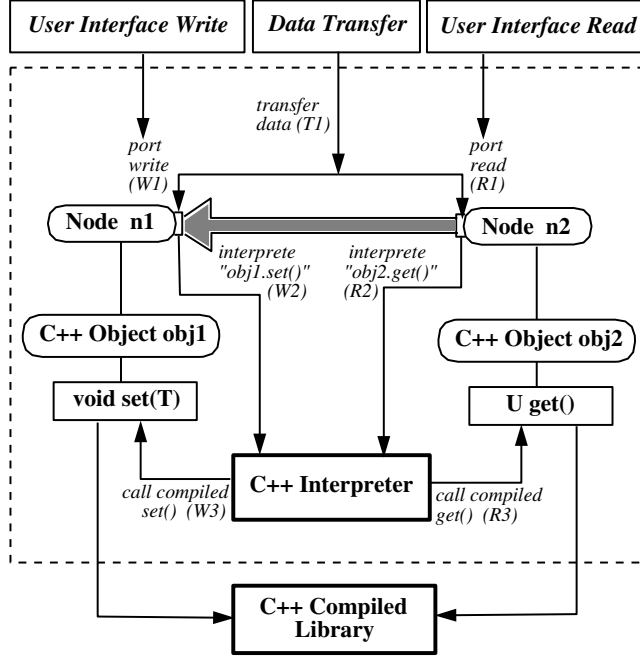 User Interface Write
Data Transfer
User Interface Read
transfer
data (T1)
port
write
(W1)
port
read
(R1)
Node n1
Node n2
interprete
"obj1.set()"
(W2)
interprete
"obj2.get()"
(R2)
C++ Object obj1
C++ Object obj2
void set(T)
U get()
C++ Interpreter
call compiled
set() (W3)
call compiled
get() (R3)
C++ Compiled
Library